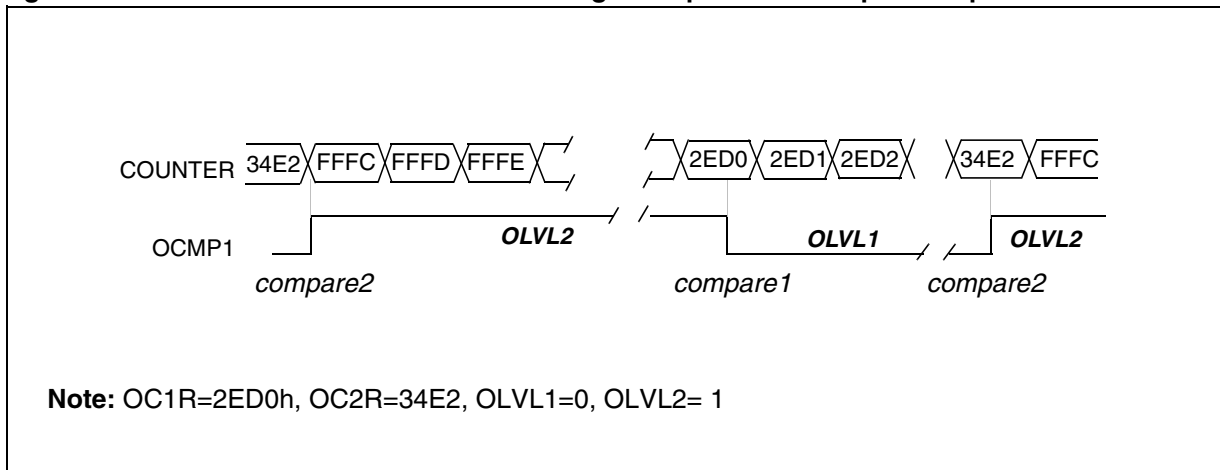 COUNTER 34E2 FFFC FFFD FFFE 2ED0 2ED1 2ED2 34E2 FFFC
OCMP1 OLVL2 OLVL1 OLVL2
compare2 compare1 compare2
Note: OC1R=2ED0h, OC2R=34E2, OLVL1=0, OLVL2= 1